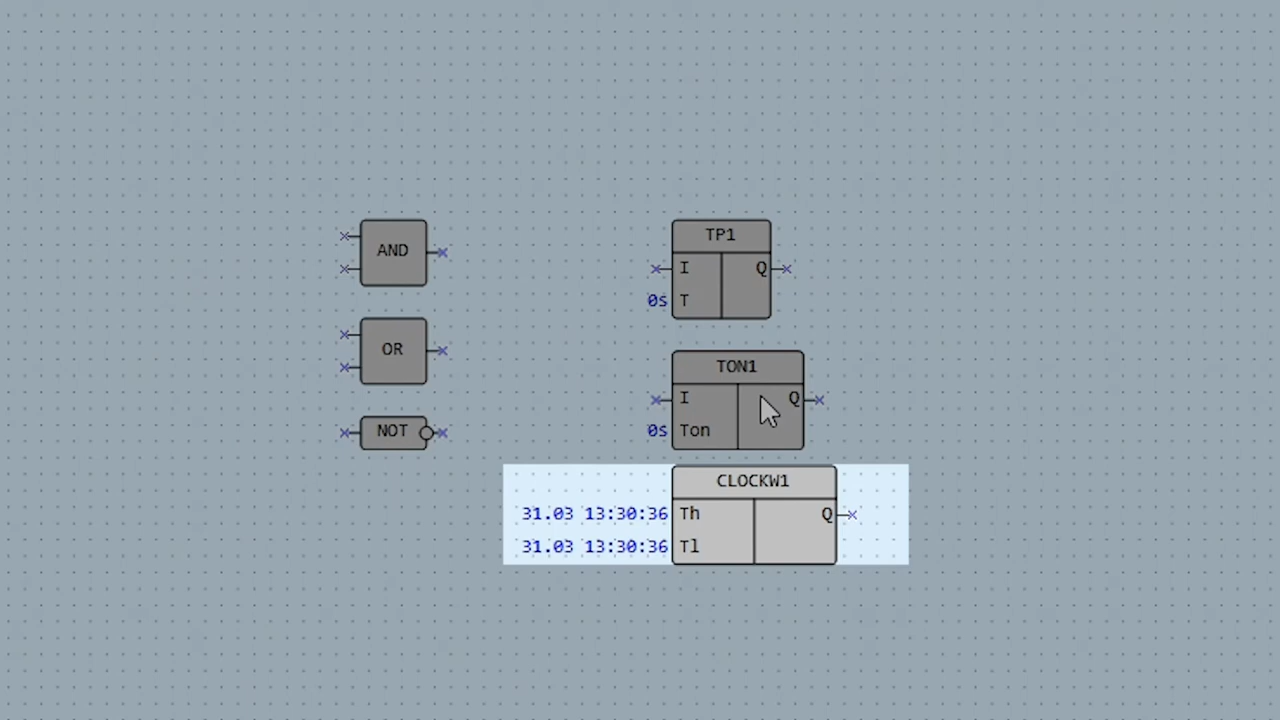 AND
OR
NOT
TP1
I Q
0s T
TON1
I Q
0s Ton
CLOCKW1
31.03 13:30:36 Th Q
31.03 13:30:36 Tl